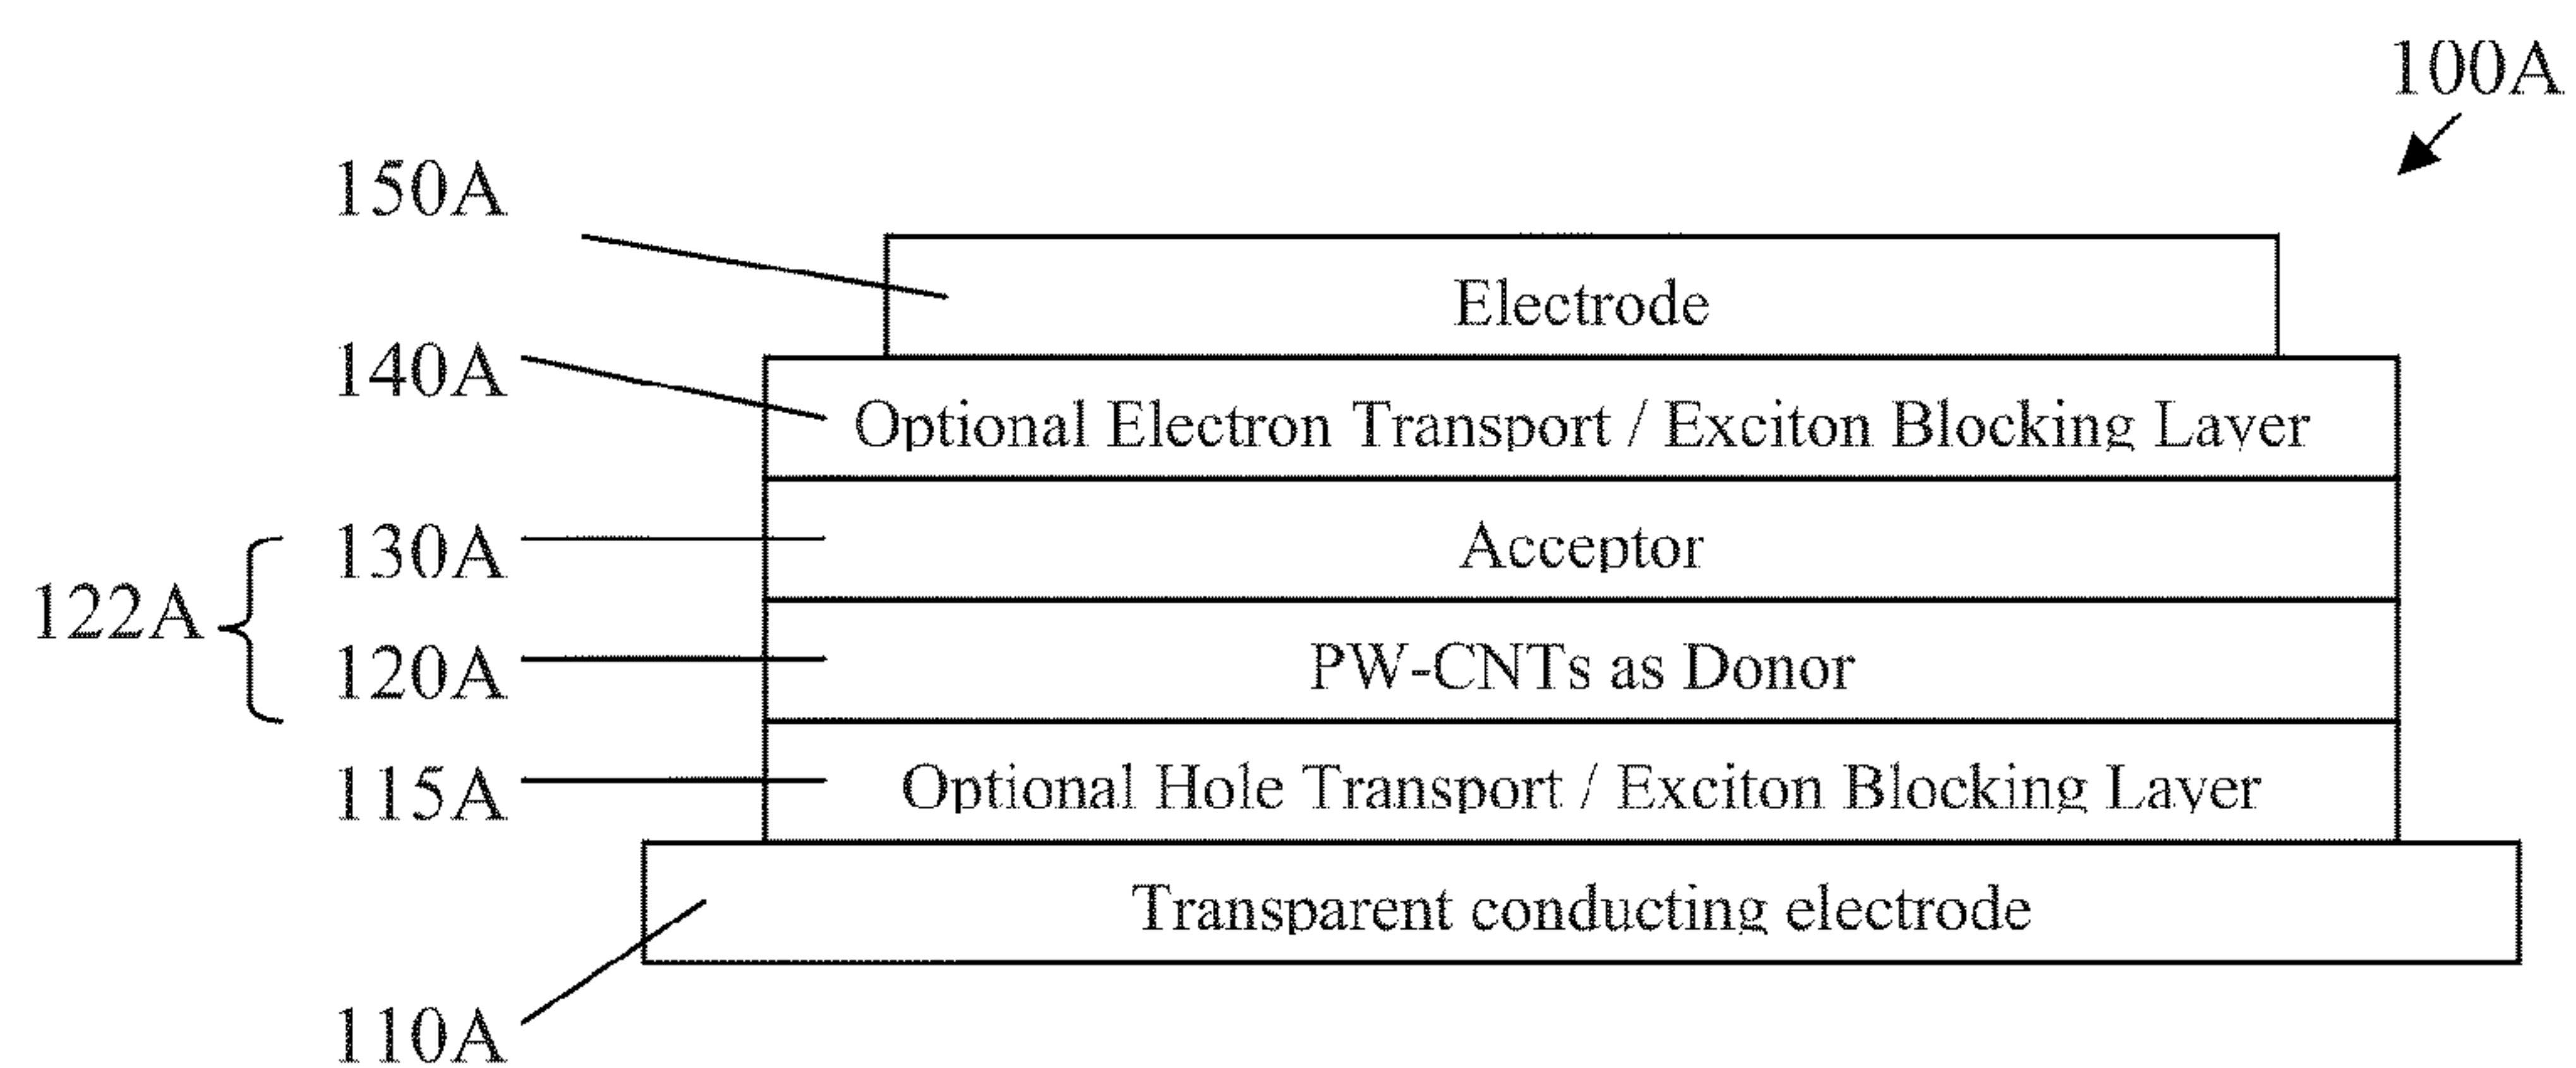 100A
150A
Electrode
140A
Optional Electron Transport / Exciton Blocking Layer
130A
Acceptor
122A
120A
PW-CNTs as Donor
115A
Optional Hole Transport / Exciton Blocking Layer
Transparent conducting electrode
110A